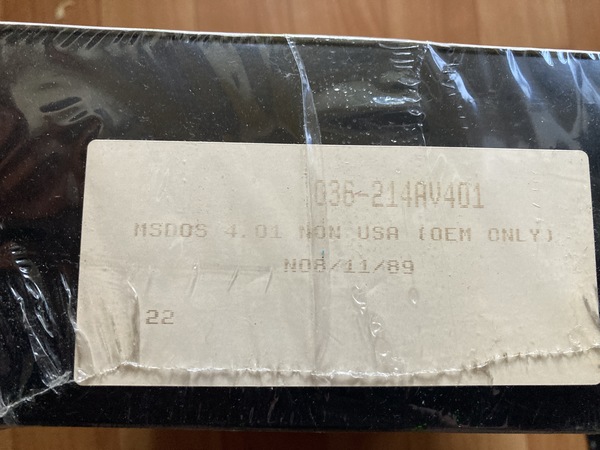 036-214AV401
MSDOS 4.01 NON USA (OEM ONLY)
N08/11/89
22